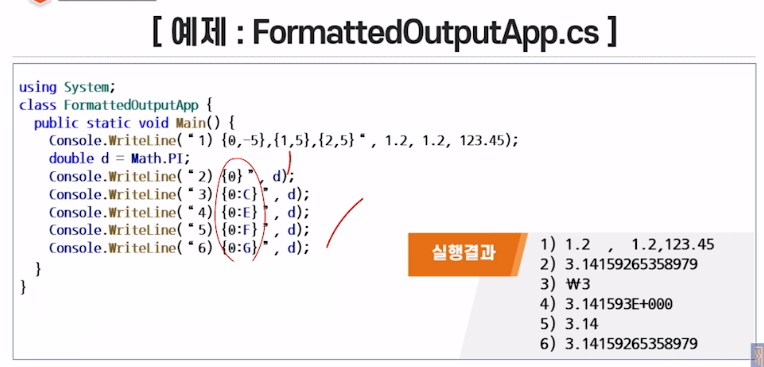 [ 예제 : FormattedOutputApp.cs ]
using System;
class FormattedOutputApp {
public static void Main() {
Console.WriteLine("1) {0,-5},{1,5},{2,5}", 1.2, 1.2, 123.45);
double d = Math.PI;
Console.WriteLine("2) {0}", d);
Console.WriteLine("3) {0:C}", d);
Console.WriteLine("4) {0:E}", d);
Console.WriteLine("5) {0:F}", d);
Console.WriteLine("6) {0:G}", d);
}
}
실행결과
1) 1.2  ,  1.2,123.45
2) 3.14159265358979
3) ₩3
4) 3.141593E+000
5) 3.14
6) 3.14159265358979